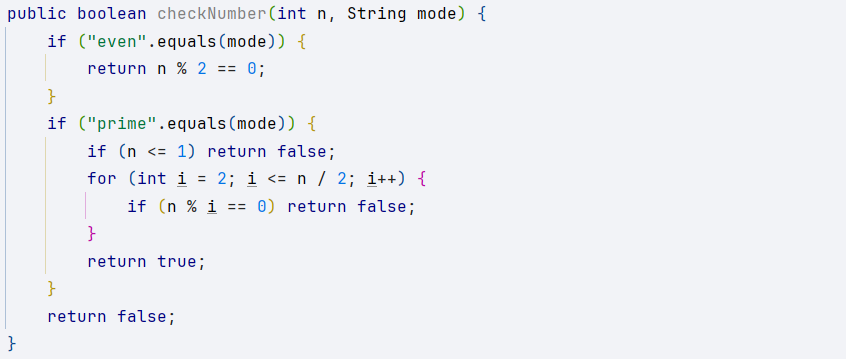 public boolean checkNumber(int n, String mode) {
    if ("even".equals(mode)) {
        return n % 2 == 0;
    }
    if ("prime".equals(mode)) {
        if (n <= 1) return false;
        for (int i = 2; i <= n / 2; i++) {
            if (n % i == 0) return false;
        }
        return true;
    }
    return false;
}